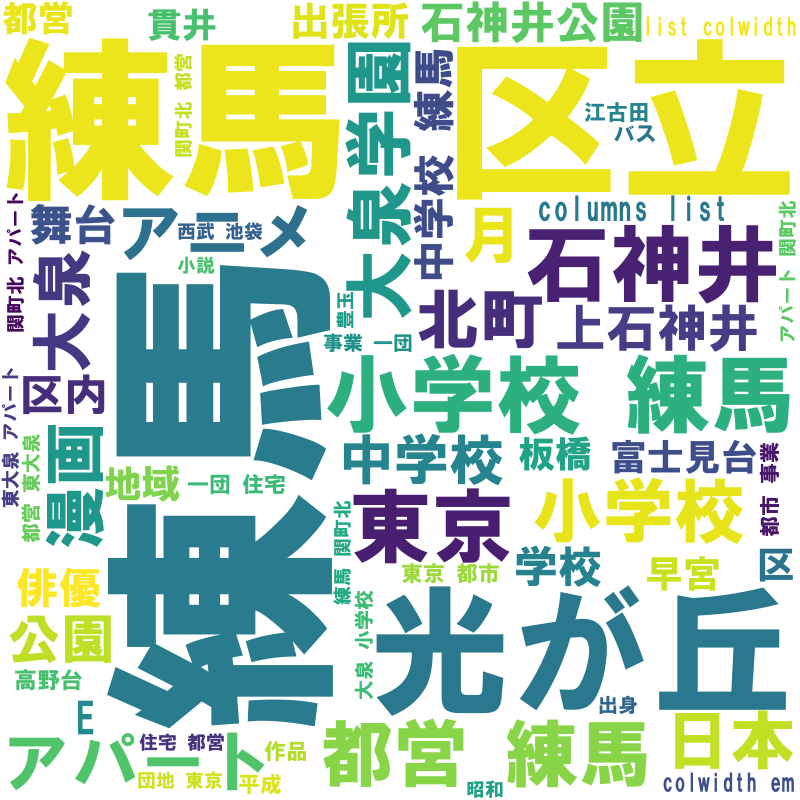 都営
貫井
出張所
石神井公園
list colwidth
練馬 区立
関町北 都営
大泉学園
中学校 練馬
江古田
バス
columns list
舞台
アニメ
西武 池袋
月
石神井
小説
関町北 アパート
大泉
豊玉
北町
上石神井
アパート 関町北
事業 一団
練馬
区内
小学校 練馬
東大泉 アパート
都営 東大泉
漫画
中学校
板橋
富士見台
都市 事業
地域
一団 住宅
東京
小学校
練馬 関町北
学校
区
俳優
東京 都市
早宮
大泉 小学校
光が丘
公園
高野台
出身
E
住宅 都営
アパート
作品
都営 練馬
日本
団地 東京
平成
昭和
colwidth em